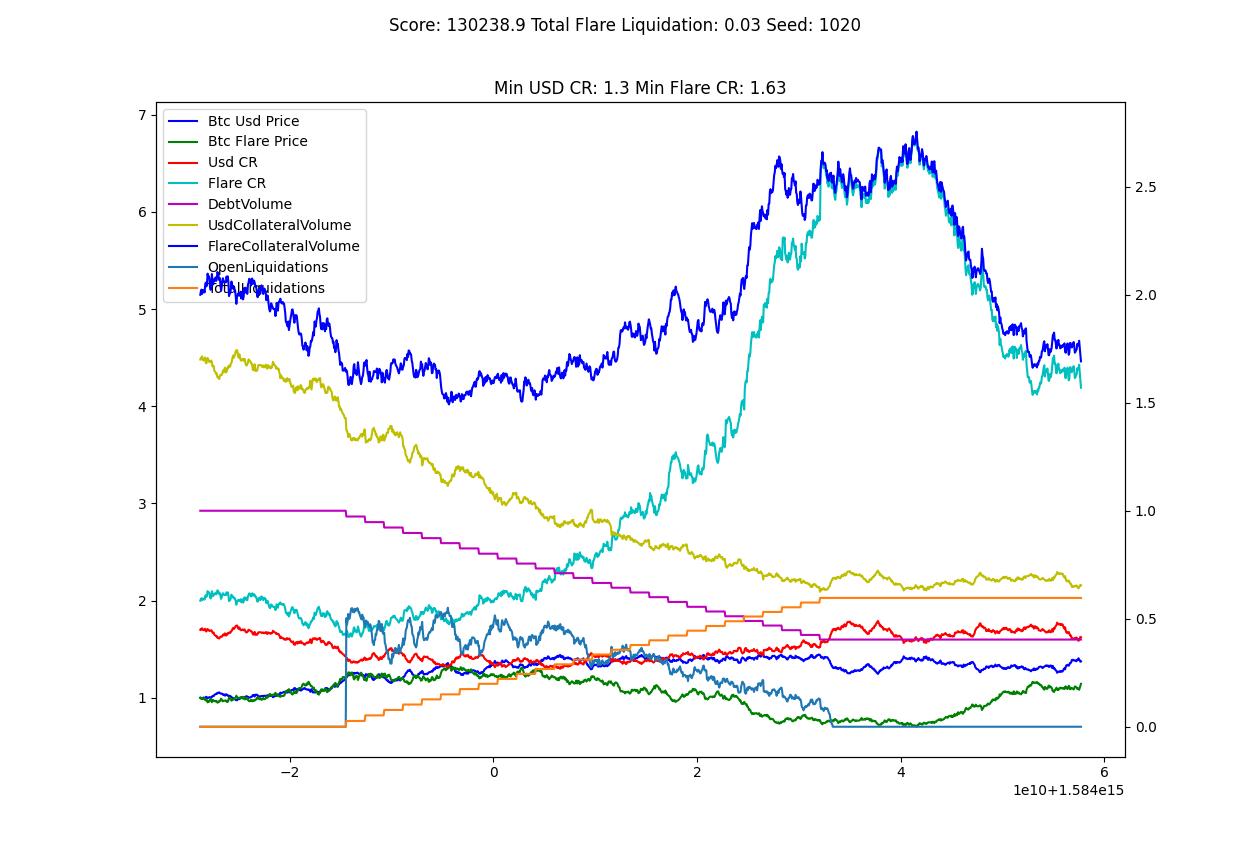 Score: 130238.9 Total Flare Liquidation: 0.03 Seed: 1020
Min USD CR: 1.3 Min Flare CR: 1.63
Btc Usd Price
Btc Flare Price
Usd CR
Flare CR
DebtVolume
UsdCollateralVolume
FlareCollateralVolume
OpenLiquidations
TotalLiquidations
7
6
5
4
3
2
1
2.5
2.0
1.5
1.0
0.5
0.0
−2
0
2
4
6
1e10+1.584e15